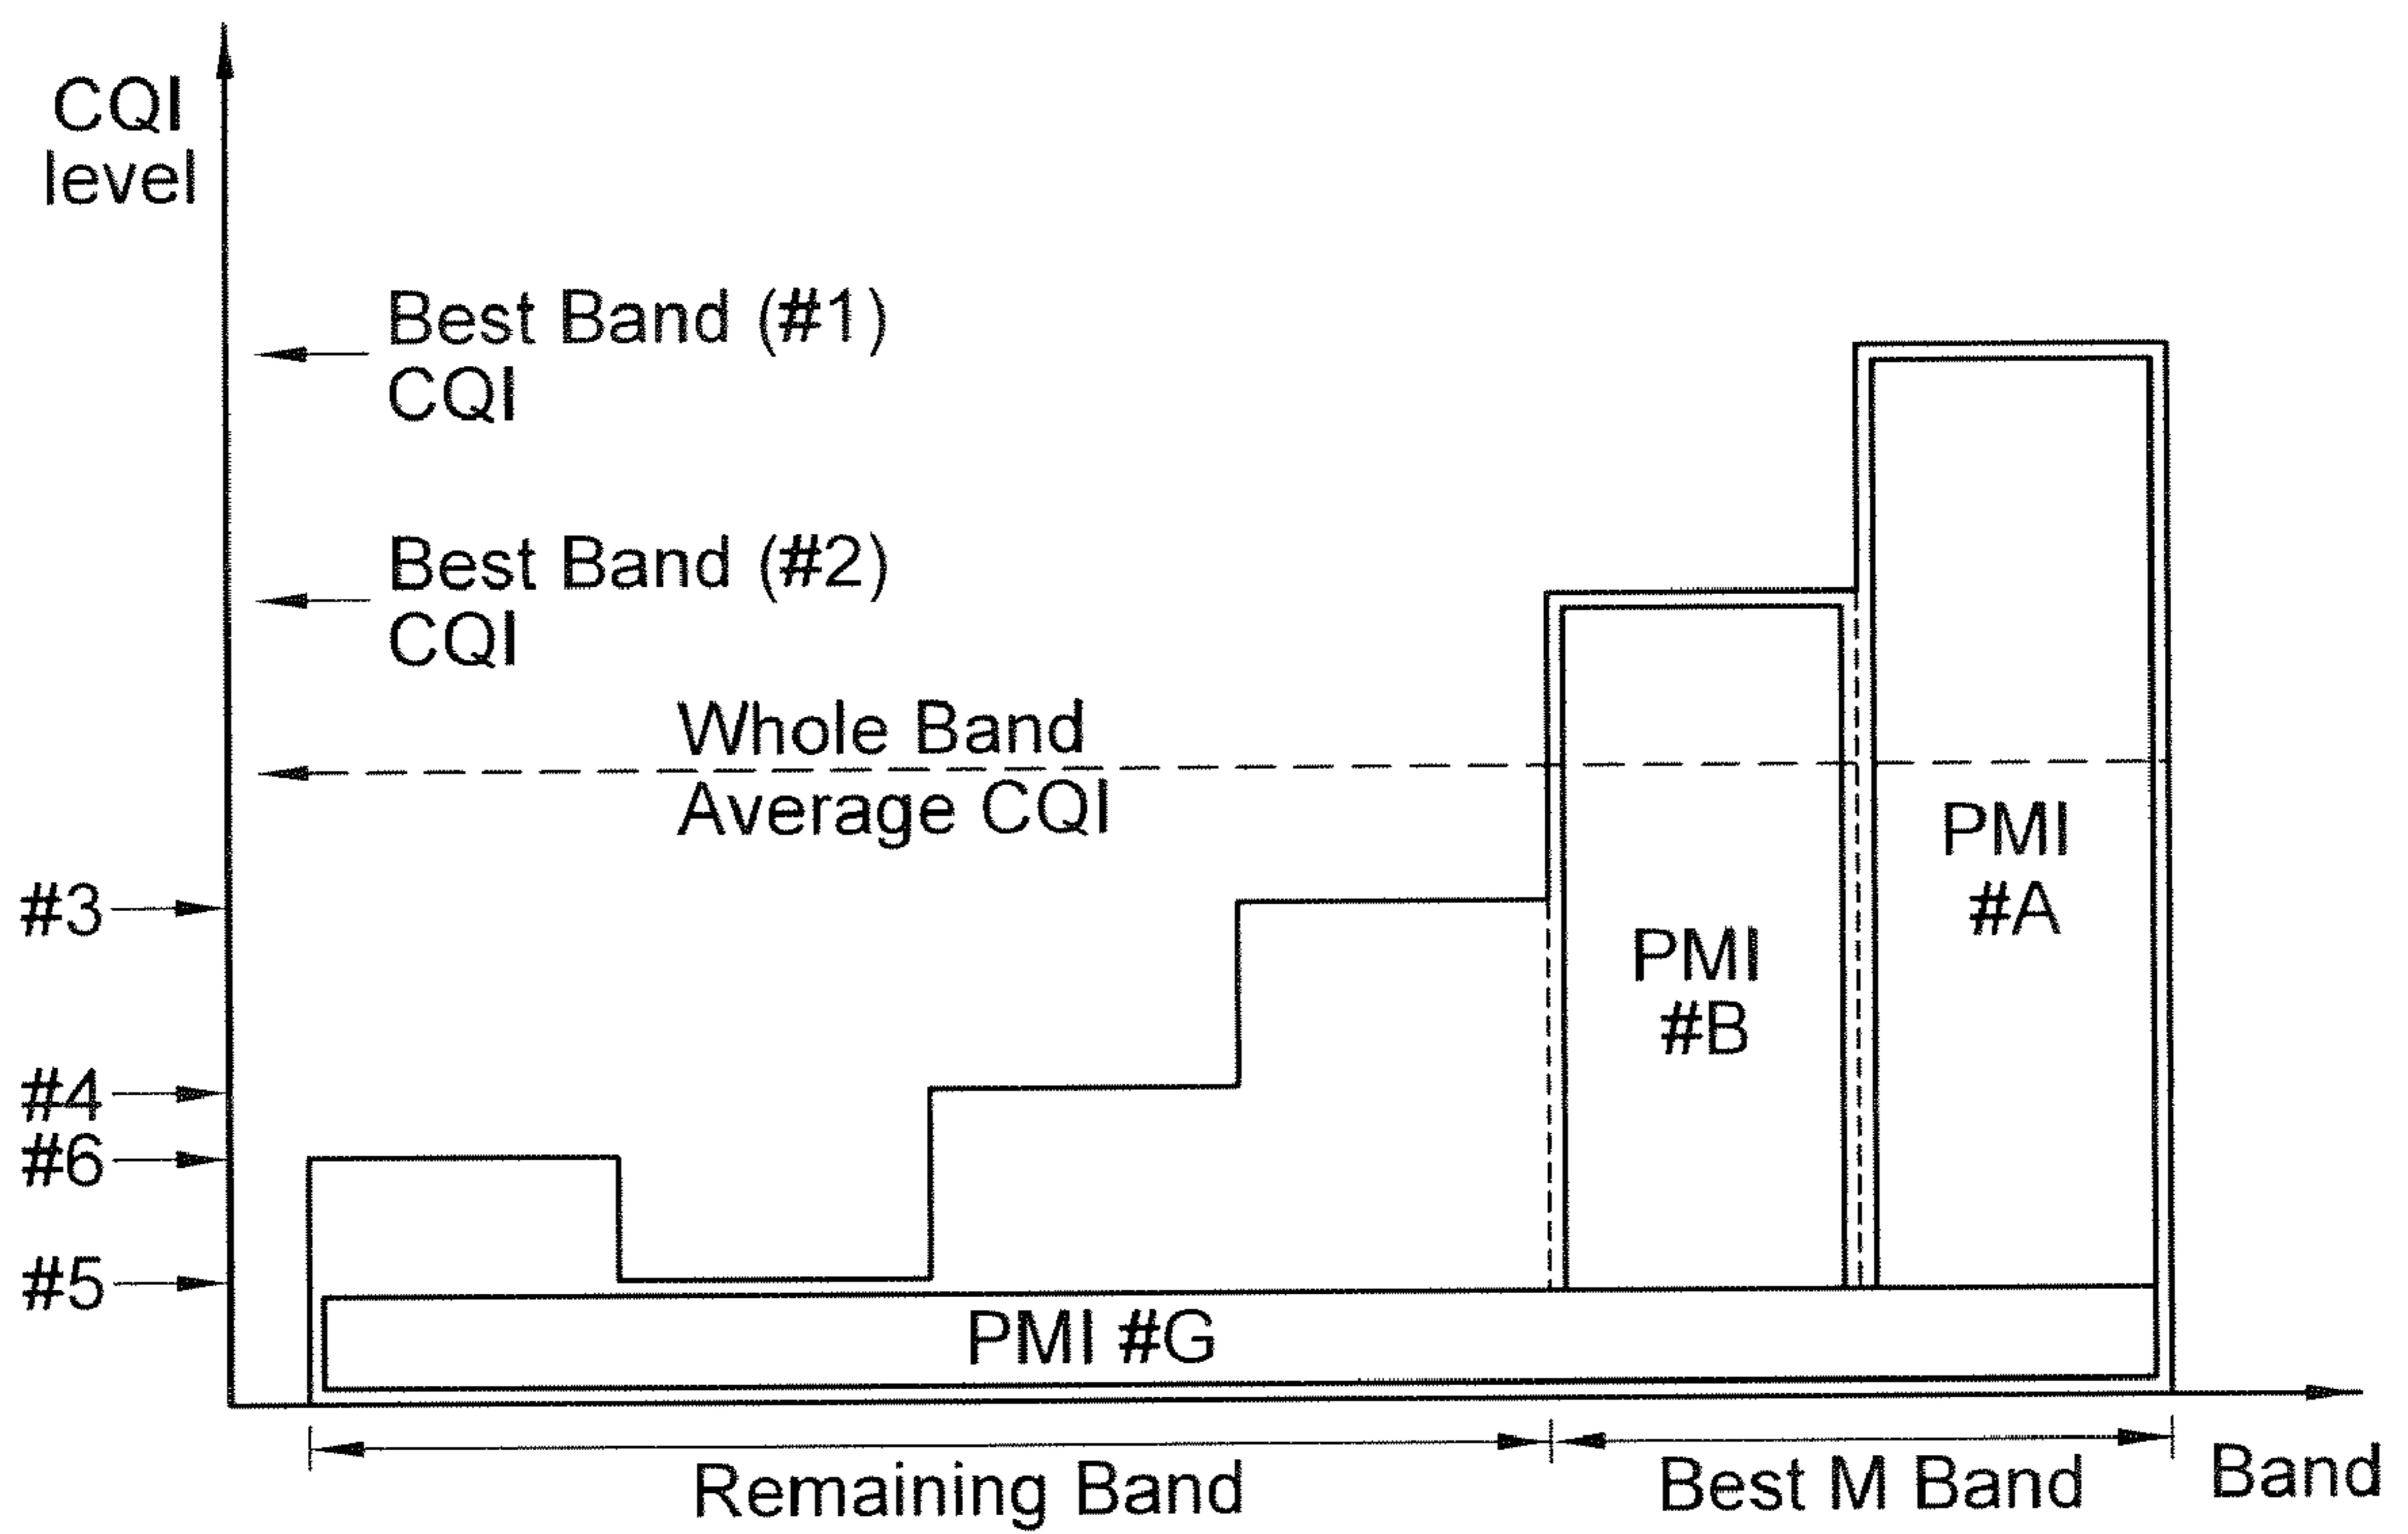 CQI
level
Best Band (#1)
CQI
Best Band (#2)
CQI
Whole Band
Average CQI
PMI
#A
#3
PMI
#B
#4
#6
#5
PMI #G
Remaining Band
Best M Band
Band